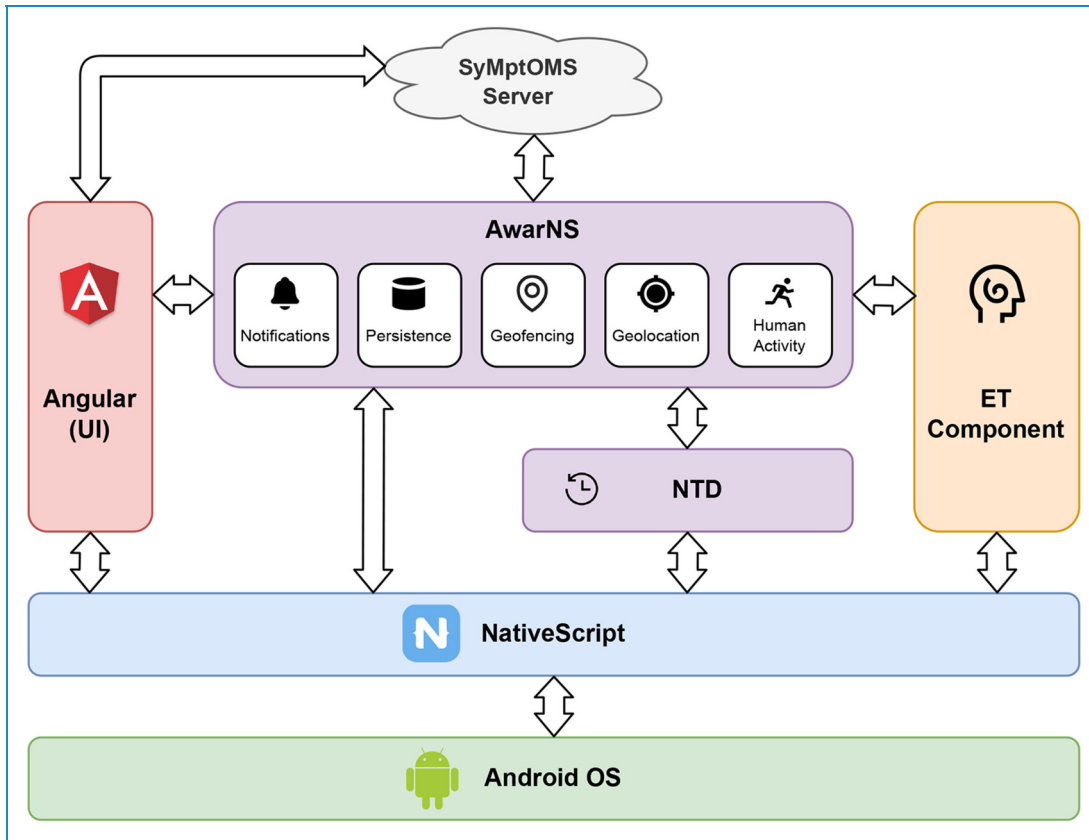 SyMptOMS
Server
AwarNS
Notifications
Persistence
Geofencing
Geolocation
Human
Activity
Angular
(UI)
ET
Component
NTD
NativeScript
Android OS